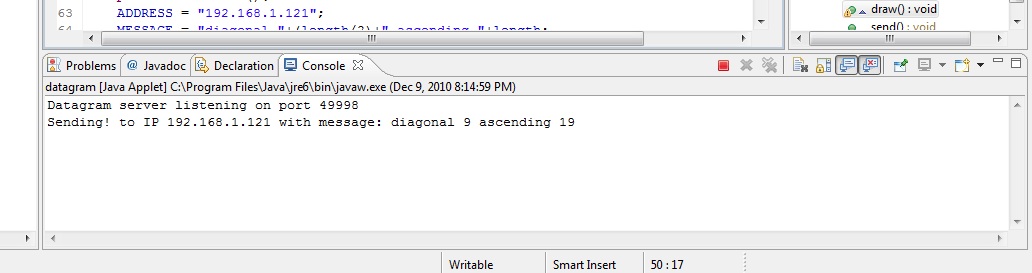 63 ADDRESS = "192.168.1.121";
64 MESSAGE = "diagonal "+(length/2)+" ascending "+length;
draw() : void
send() : void
Problems @ Javadoc Declaration Console
datagram [Java Applet] C:\Program Files\Java\jre6\bin\javaw.exe (Dec 9, 2010 8:14:59 PM)
Datagram server listening on port 49998
Sending! to IP 192.168.1.121 with message: diagonal 9 ascending 19
Writable Smart Insert 50 : 17